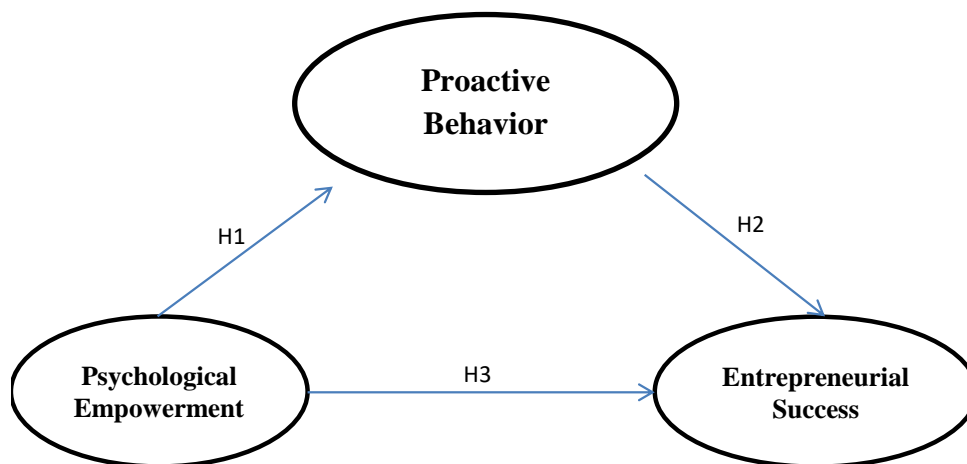 Proactive
Behavior
H1
H2
Psychological
Empowerment
H3
Entrepreneurial
Success